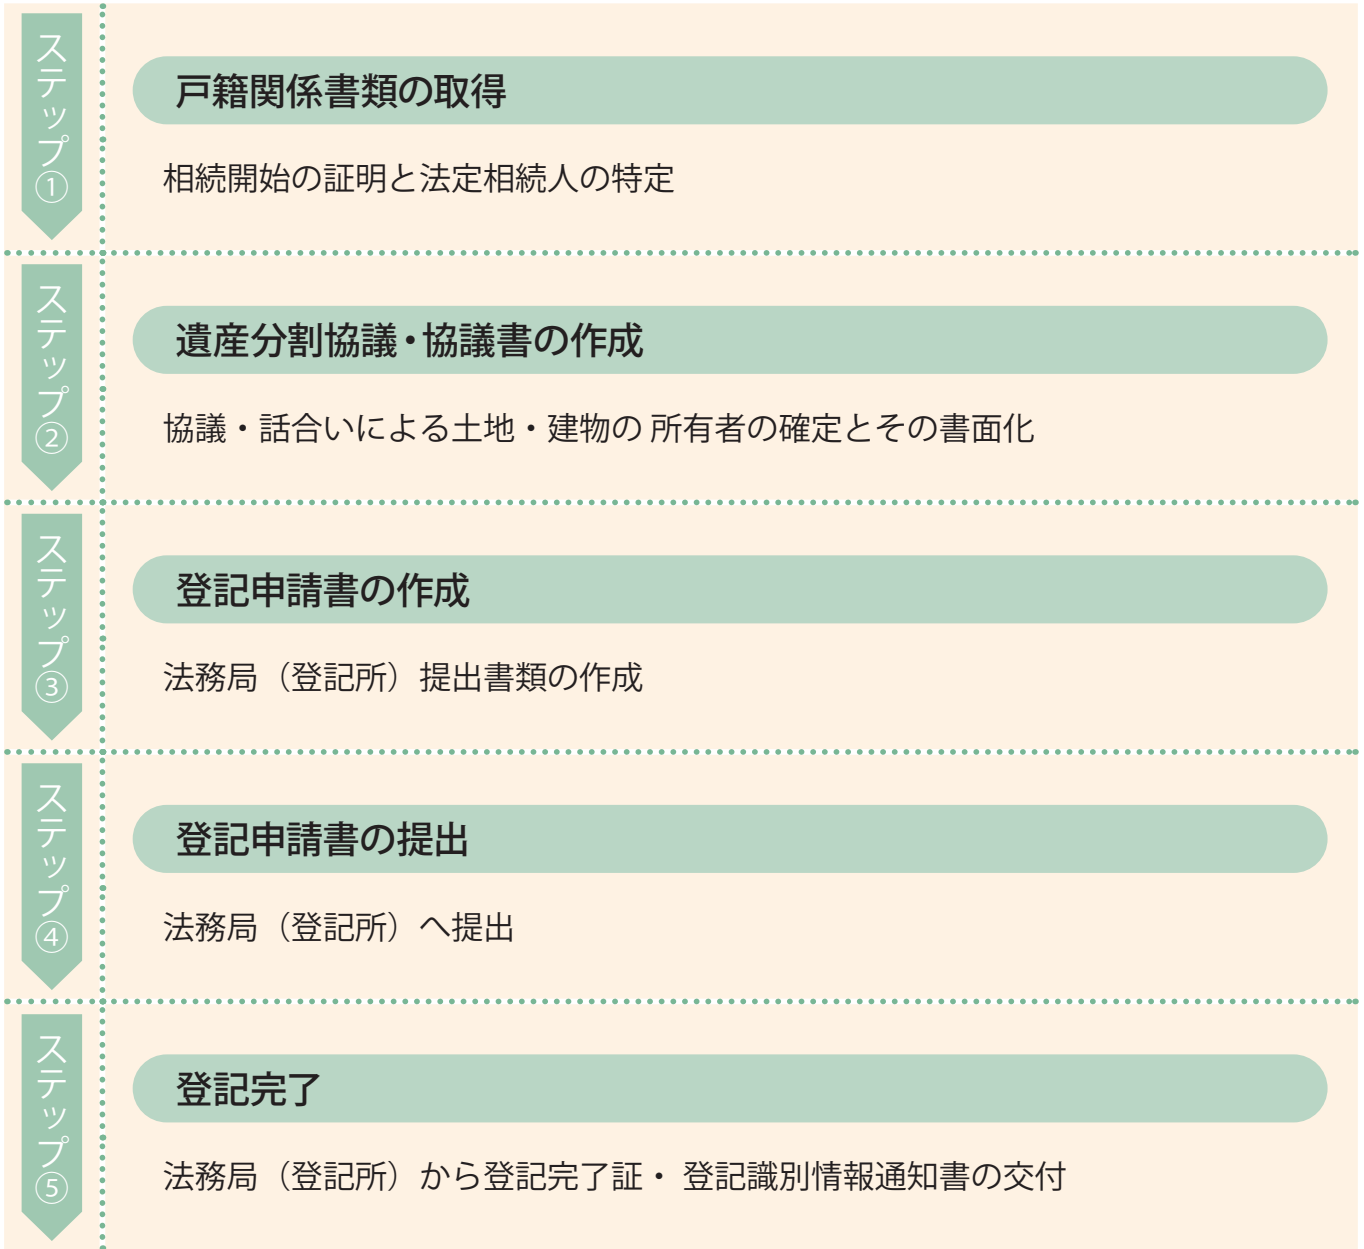 ステップ①
戸籍関係書類の取得
相続開始の証明と法定相続人の特定
ステップ②
遺産分割協議・協議書の作成
協議・話合いによる土地・建物の 所有者の確定とその書面化
ステップ③
登記申請書の作成
法務局（登記所）提出書類の作成
ステップ④
登記申請書の提出
法務局（登記所）へ提出
ステップ⑤
登記完了
法務局（登記所）から登記完了証・ 登記識別情報通知書の交付